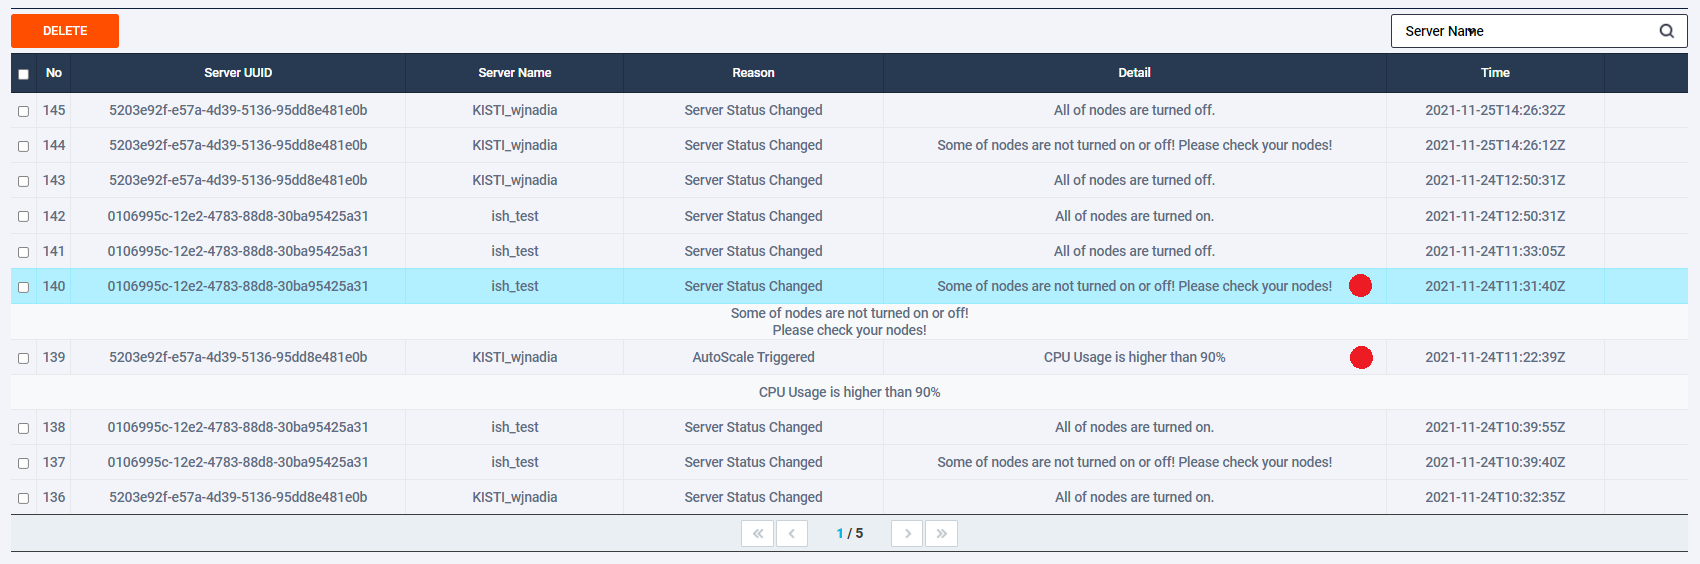 DELETE
Server Name
No Server UUID Server Name Reason Detail Time
145 5203e92f-e57a-4d39-5136-95dd8e481e0b KISTI_wjnadia Server Status Changed All of nodes are turned off. 2021-11-25T14:26:32Z
144 5203e92f-e57a-4d39-5136-95dd8e481e0b KISTI_wjnadia Server Status Changed Some of nodes are not turned on or off! Please check your nodes! 2021-11-25T14:26:12Z
143 5203e92f-e57a-4d39-5136-95dd8e481e0b KISTI_wjnadia Server Status Changed All of nodes are turned off. 2021-11-24T12:50:31Z
142 0106995c-12e2-4783-88d8-30ba95425a31 ish_test Server Status Changed All of nodes are turned on. 2021-11-24T12:50:31Z
141 0106995c-12e2-4783-88d8-30ba95425a31 ish_test Server Status Changed All of nodes are turned off. 2021-11-24T11:33:05Z
140 0106995c-12e2-4783-88d8-30ba95425a31 ish_test Server Status Changed Some of nodes are not turned on or off! Please check your nodes! 2021-11-24T11:31:40Z
Some of nodes are not turned on or off!
Please check your nodes!
139 5203e92f-e57a-4d39-5136-95dd8e481e0b KISTI_wjnadia AutoScale Triggered CPU Usage is higher than 90% 2021-11-24T11:22:39Z
CPU Usage is higher than 90%
138 0106995c-12e2-4783-88d8-30ba95425a31 ish_test Server Status Changed All of nodes are turned on. 2021-11-24T10:39:55Z
137 0106995c-12e2-4783-88d8-30ba95425a31 ish_test Server Status Changed Some of nodes are not turned on or off! Please check your nodes! 2021-11-24T10:39:40Z
136 5203e92f-e57a-4d39-5136-95dd8e481e0b KISTI_wjnadia Server Status Changed All of nodes are turned on. 2021-11-24T10:32:35Z
« ‹ 1 / 5 › »